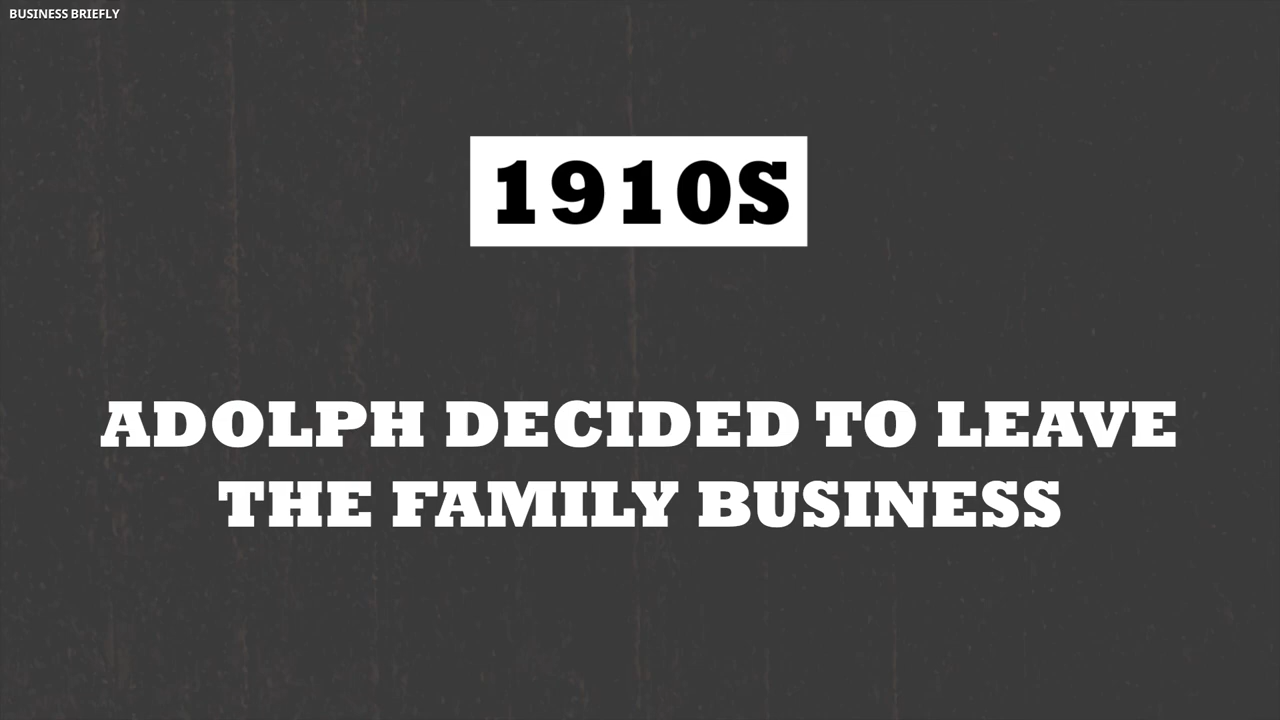 BUSINESS BRIEFLY
1910S
ADOLPH DECIDED TO LEAVE
THE FAMILY BUSINESS